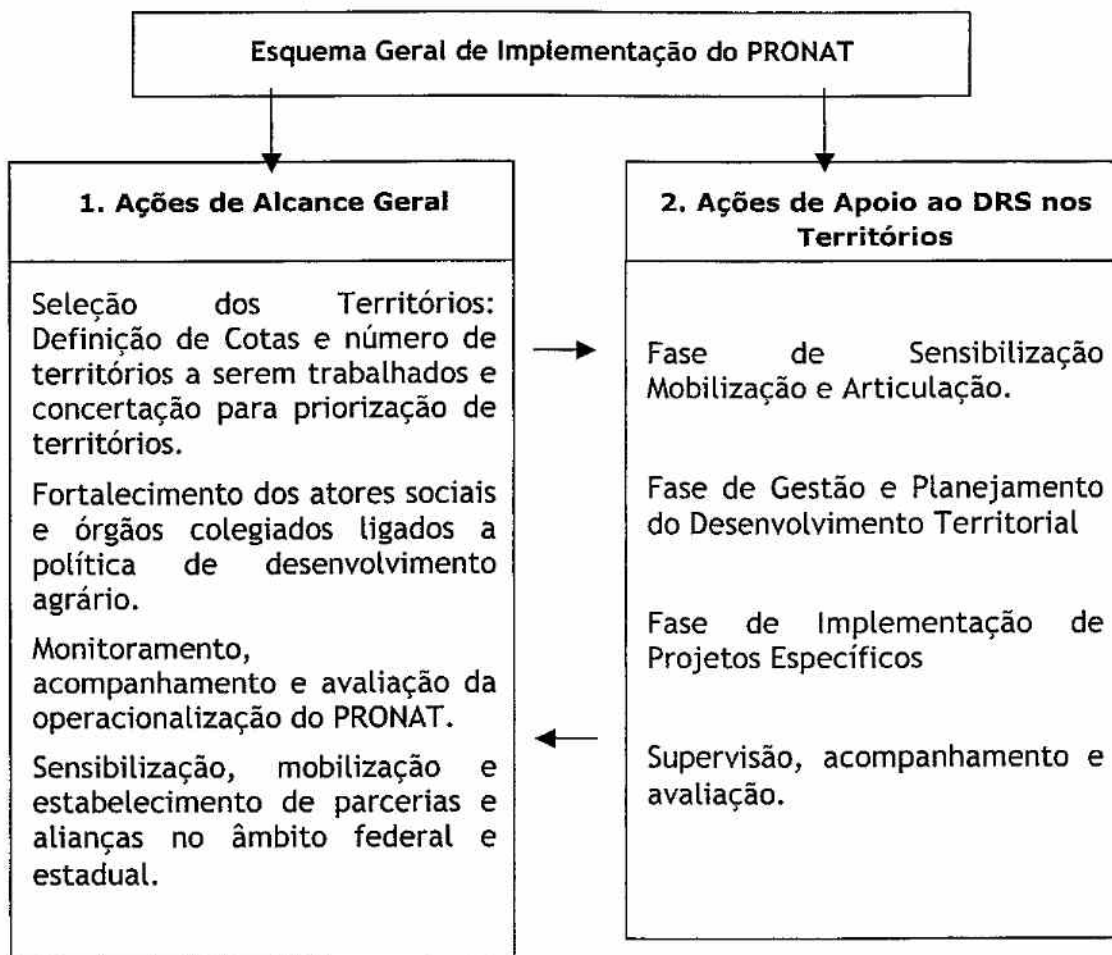 Esquema Geral de Implementação do PRONAT
1. Ações de Alcance Geral
Seleção dos Territórios:
Definição de Cotas e número de
territórios a serem trabalhados e
concertação para priorização de
territórios.
Fortalecimento dos atores sociais
e órgãos colegiados ligados a
política de desenvolvimento
agrário.
Monitoramento,
acompanhamento e avaliação da
operacionalização do PRONAT.
Sensibilização, mobilização e
estabelecimento de parcerias e
alianças no âmbito federal e
estadual.
2. Ações de Apoio ao DRS nos
Territórios
Fase de Sensibilização
Mobilização e Articulação.
Fase de Gestão e Planejamento
do Desenvolvimento Territorial
Fase de Implementação de
Projetos Específicos
Supervisão, acompanhamento e
avaliação.